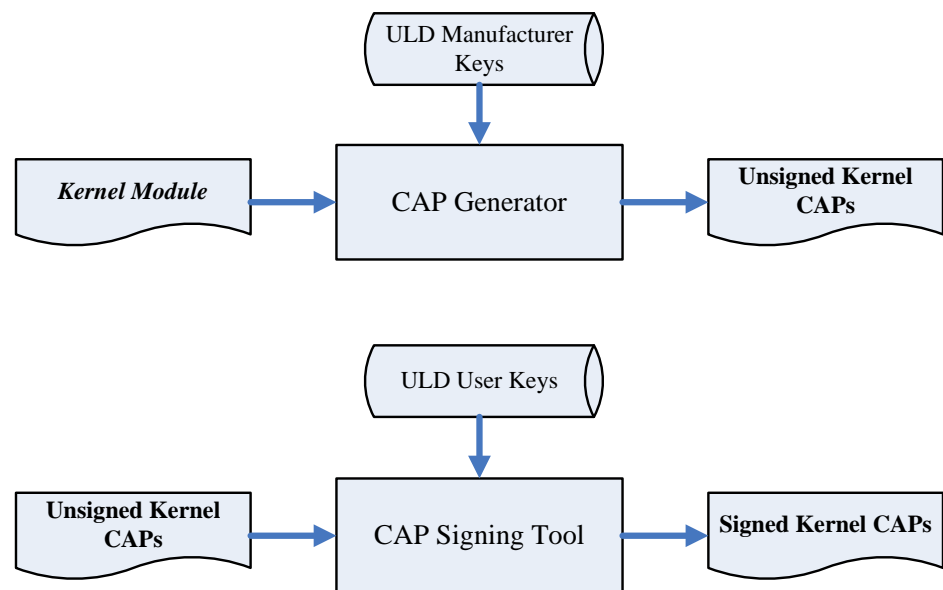 ULD Manufacturer
Keys
Kernel Module
CAP Generator
Unsigned Kernel
CAPs
ULD User Keys
Unsigned Kernel
CAPs
CAP Signing Tool
Signed Kernel CAPs